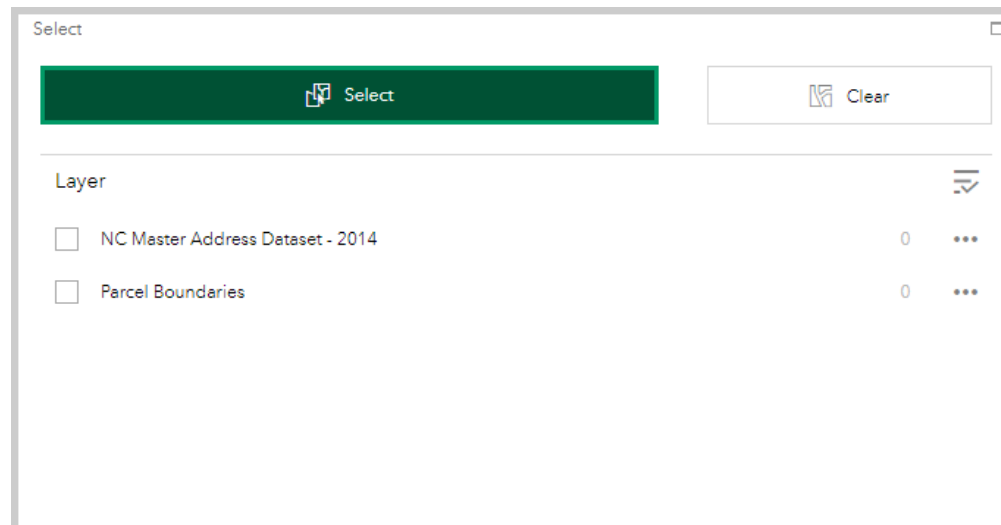 Select
Select Clear
Layer
NC Master Address Dataset - 2014 0
Parcel Boundaries 0